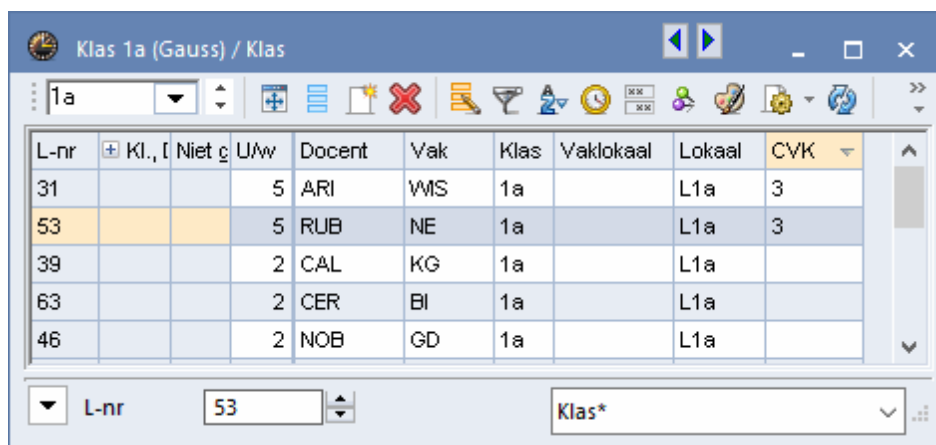 Klas 1a (Gauss) / Klas
1a
L-nr Kl., Niet g U/w Docent Vak Klas Vaklokaal Lokaal CVK
31 5 ARI WIS 1a L1a 3
53 5 RUB NE 1a L1a 3
39 2 CAL KG 1a L1a
63 2 CER BI 1a L1a
46 2 NOB GD 1a L1a
L-nr 53 Klas*